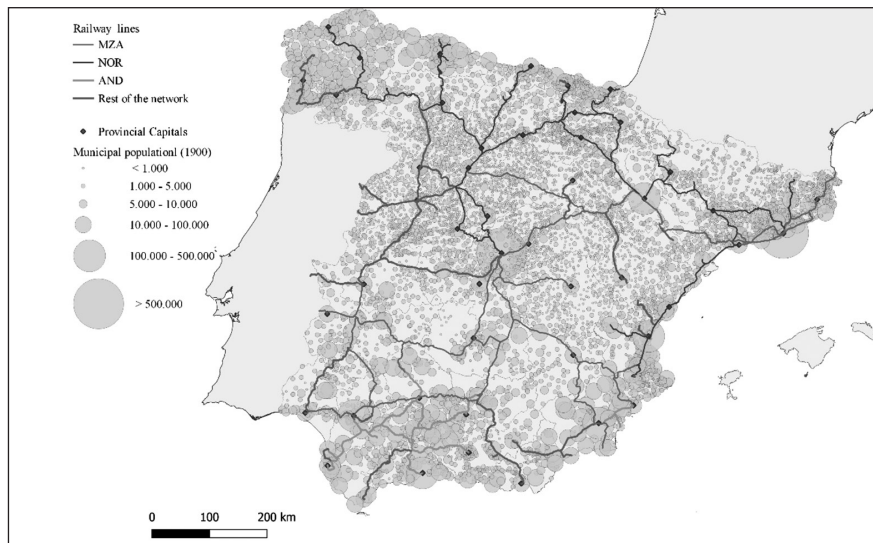 Railway lines
MZA
NOR
AND
Rest of the network
Provincial Capitals
Municipal populationl (1900)
< 1.000
1.000 - 5.000
5.000 - 10.000
10.000 - 100.000
100.000 - 500.000
> 500.000
0 100 200 km